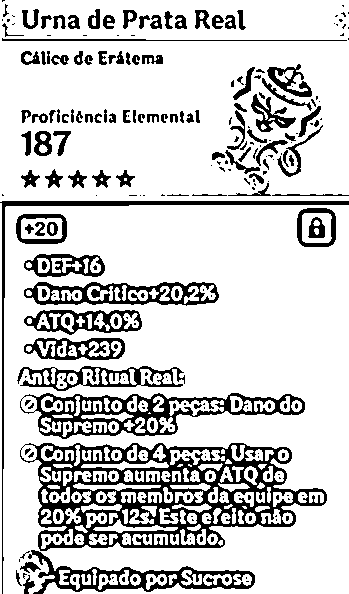 Urna de Prata Real
Cálice de Erátema
Proficiência Elemental
187
+20
DEF+16
Dano Crítico+20,2%
ATQ+14,0%
Vida+239
Antigo Ritual Real:
Conjunto de 2 peças: Dano do
Supremo +20%
Conjunto de 4 peças: Usar o
Supremo aumenta o ATQ de
todos os membros da equipe em
20% por 12s. Este efeito não
pode ser acumulado.
Equipado por Sucrose